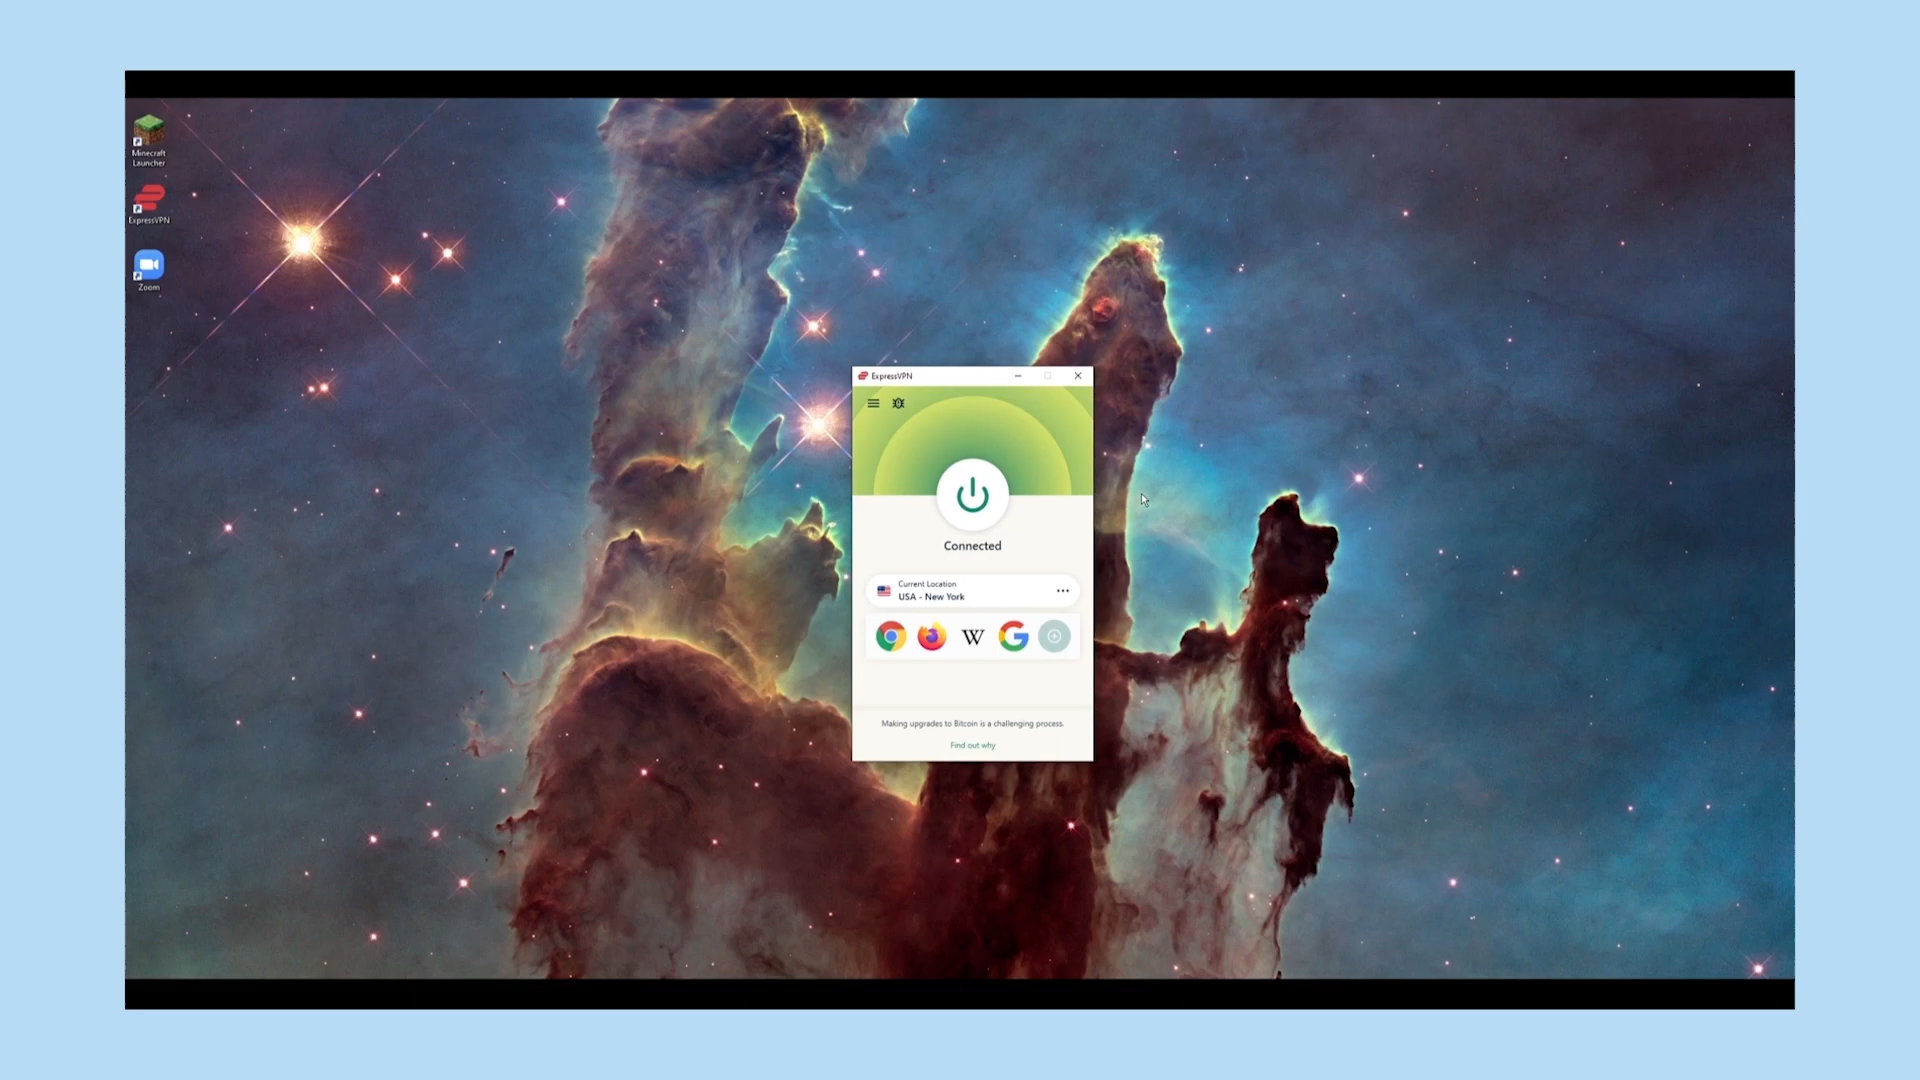 Minecraft
Launcher
ExpressVPN
Zoom
ExpressVPN
Connected
Current Location
USA - New York
W
G
Making upgrades to Bitcoin is a challenging process.
Find out why